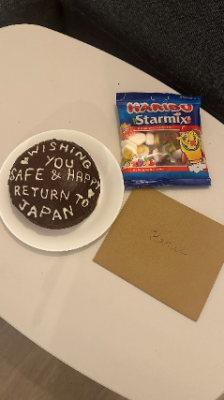 WISHING
YOU
SAFE & HAPPY
RETURN TO
JAPAN
HARIBO
Starmix